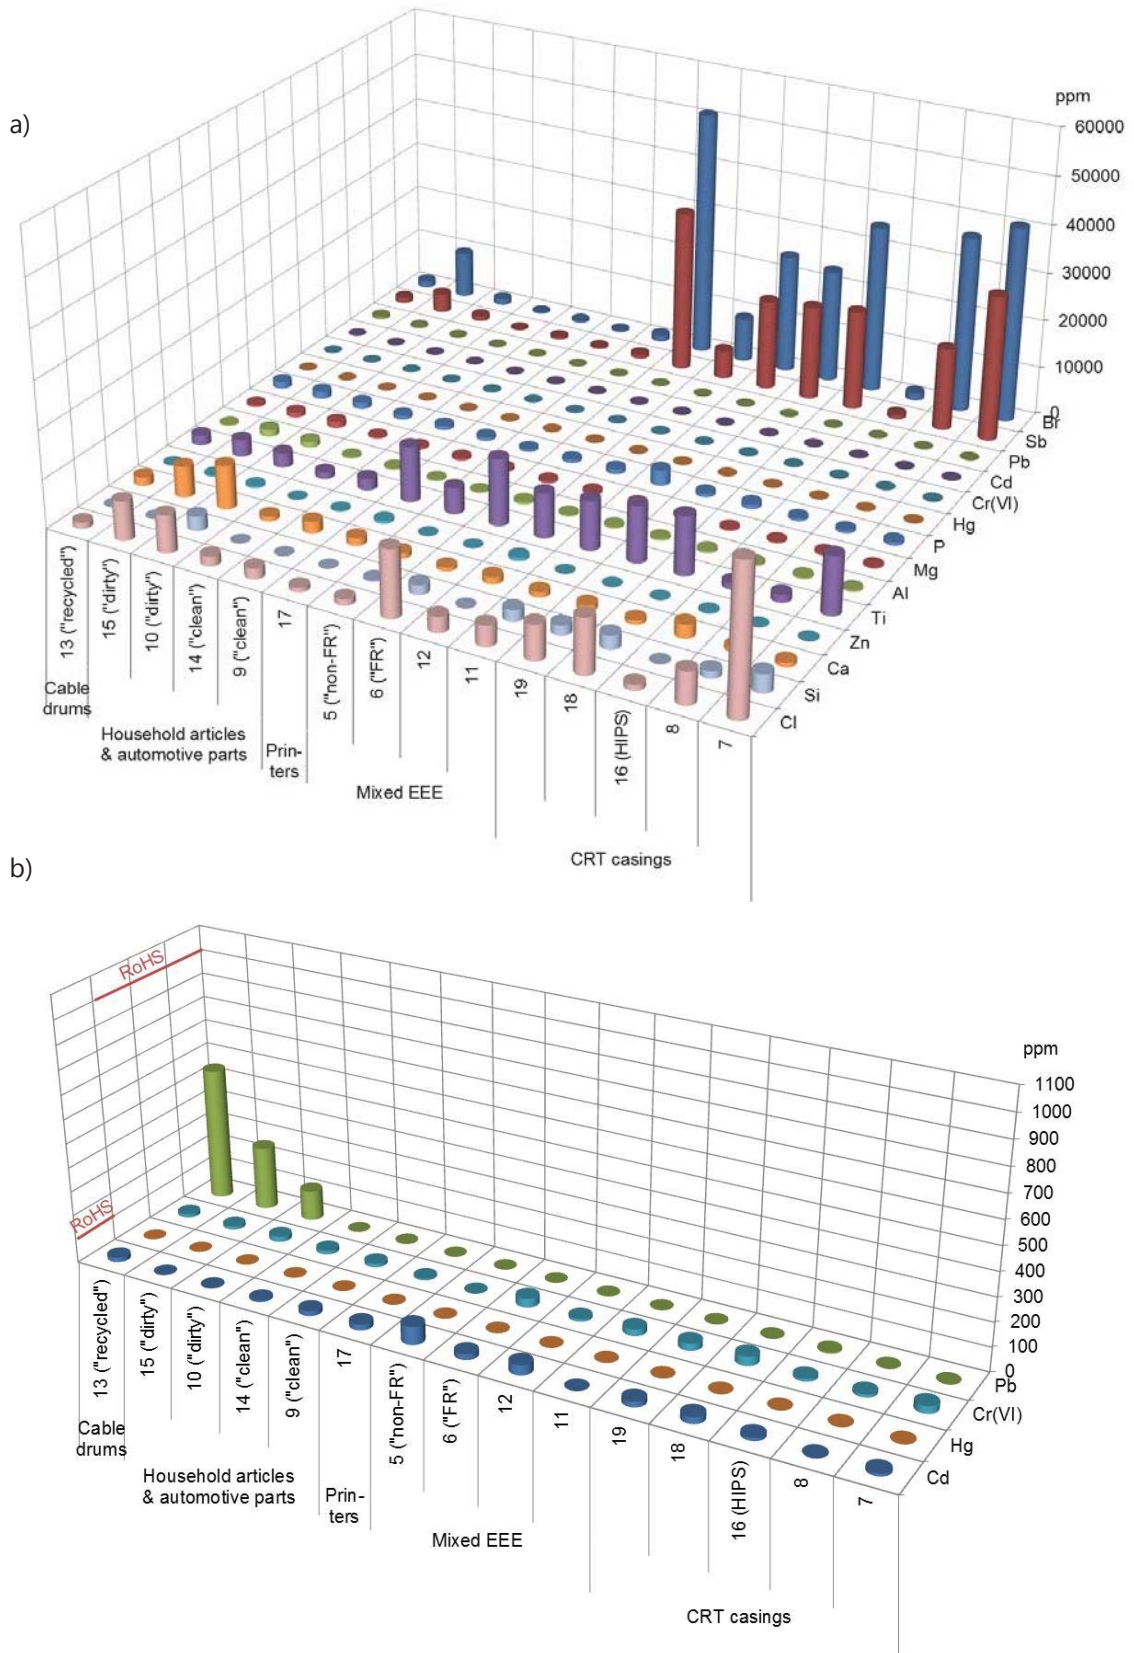 a)
ppm
60000
50000
40000
30000
20000
10000
0
Br
Sb
Pb
Cd
Cr(VI)
Hg
P
Mg
Al
Ti
Zn
Ca
Si
Cl
13 ("recycled")
15 ("dirty")
10 ("dirty")
14 ("clean")
9 ("clean")
17
5 ("non-FR")
6 ("FR")
12
11
19
18
16 (HIPS)
8
7
Cable
drums
Household articles
& automotive parts
Prin-
ters
Mixed EEE
CRT casings
b)
RoHS
RoHS
ppm
1100
1000
900
800
700
600
500
400
300
200
100
0
Pb
Cr(VI)
Hg
Cd
13 ("recycled")
15 ("dirty")
10 ("dirty")
14 ("clean")
9 ("clean")
17
5 ("non-FR")
6 ("FR")
12
11
19
18
16 (HIPS)
8
7
Cable
drums
Household articles
& automotive parts
Prin-
ters
Mixed EEE
CRT casings